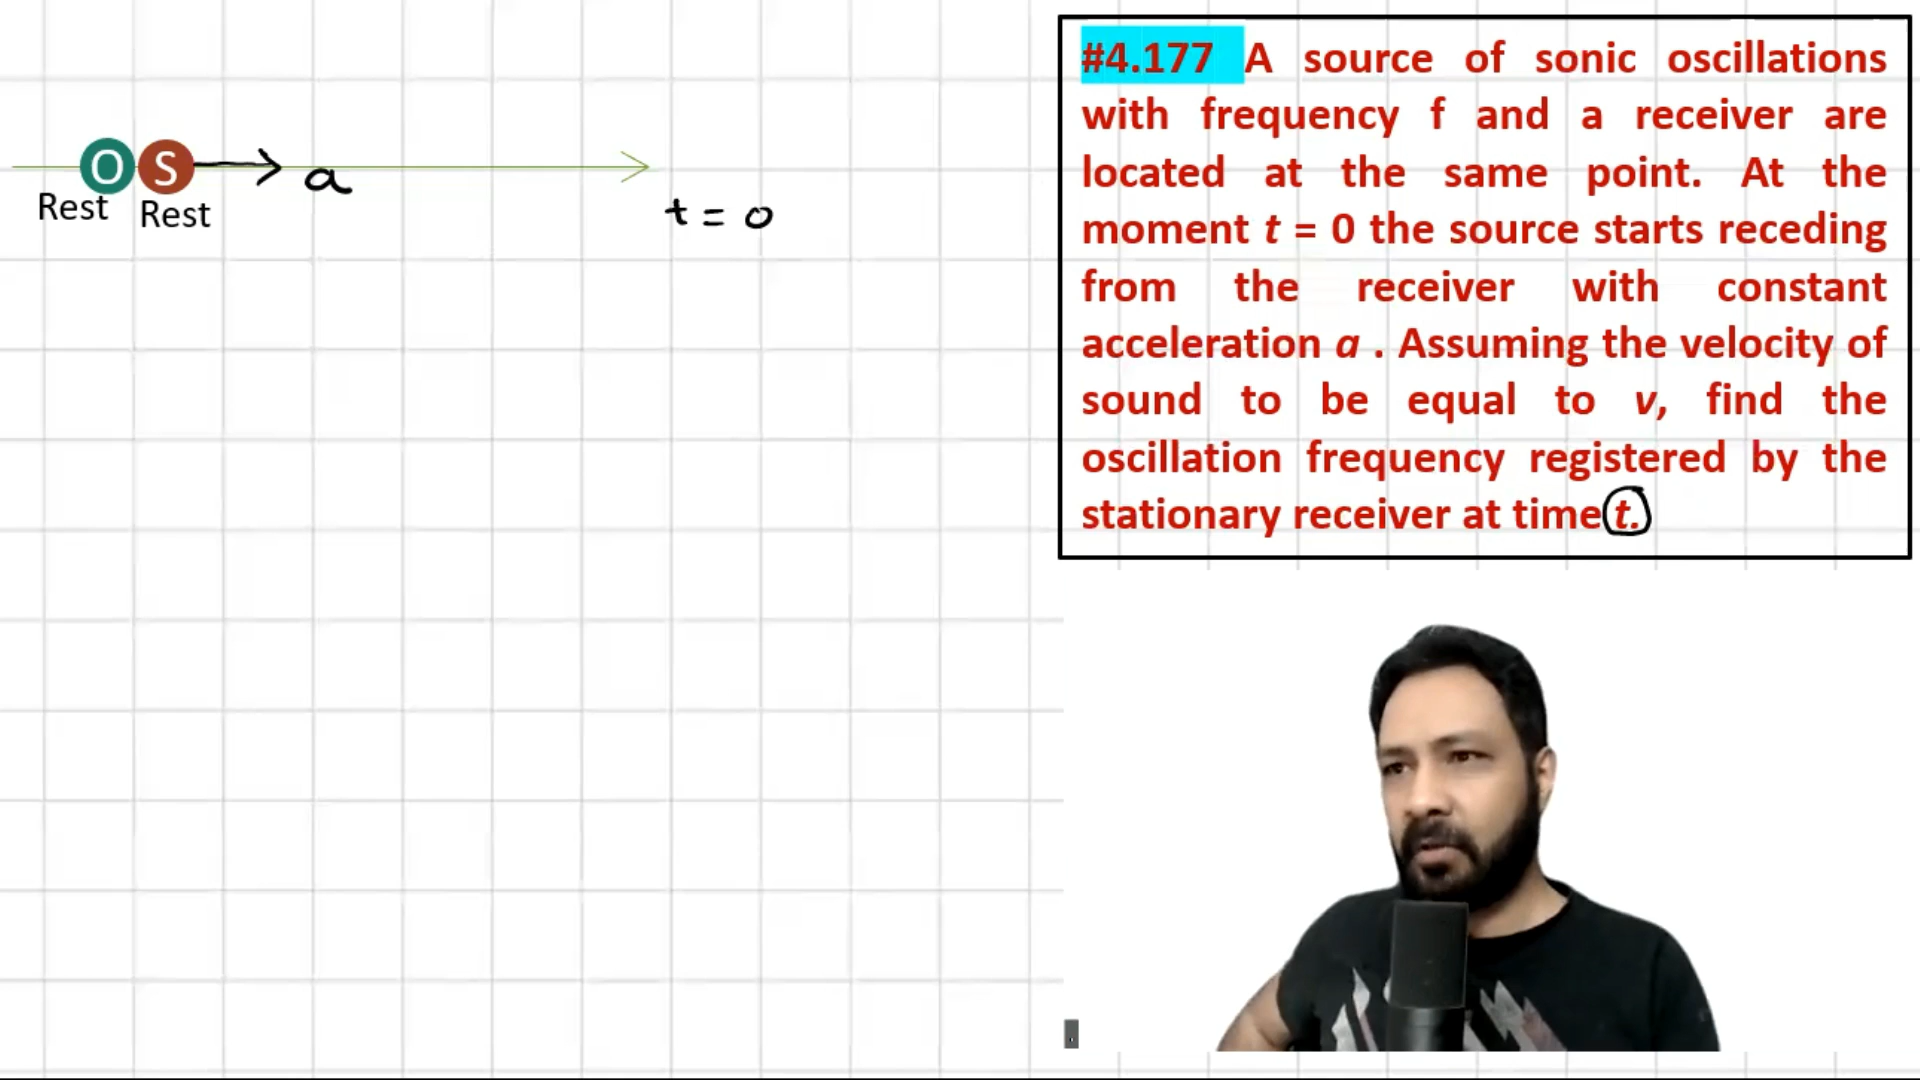 O S a
Rest Rest
t = 0
#4.177 A source of sonic oscillations
with frequency f and a receiver are
located at the same point. At the
moment t = 0 the source starts receding
from the receiver with constant
acceleration a . Assuming the velocity of
sound to be equal to v, find the
oscillation frequency registered by the
stationary receiver at time t.